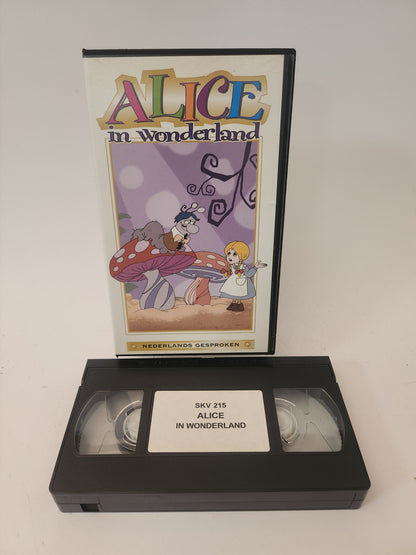 ALICE
in wonderland
NEDERLANDS GESPROKEN
SKV 215
ALICE
IN WONDERLAND